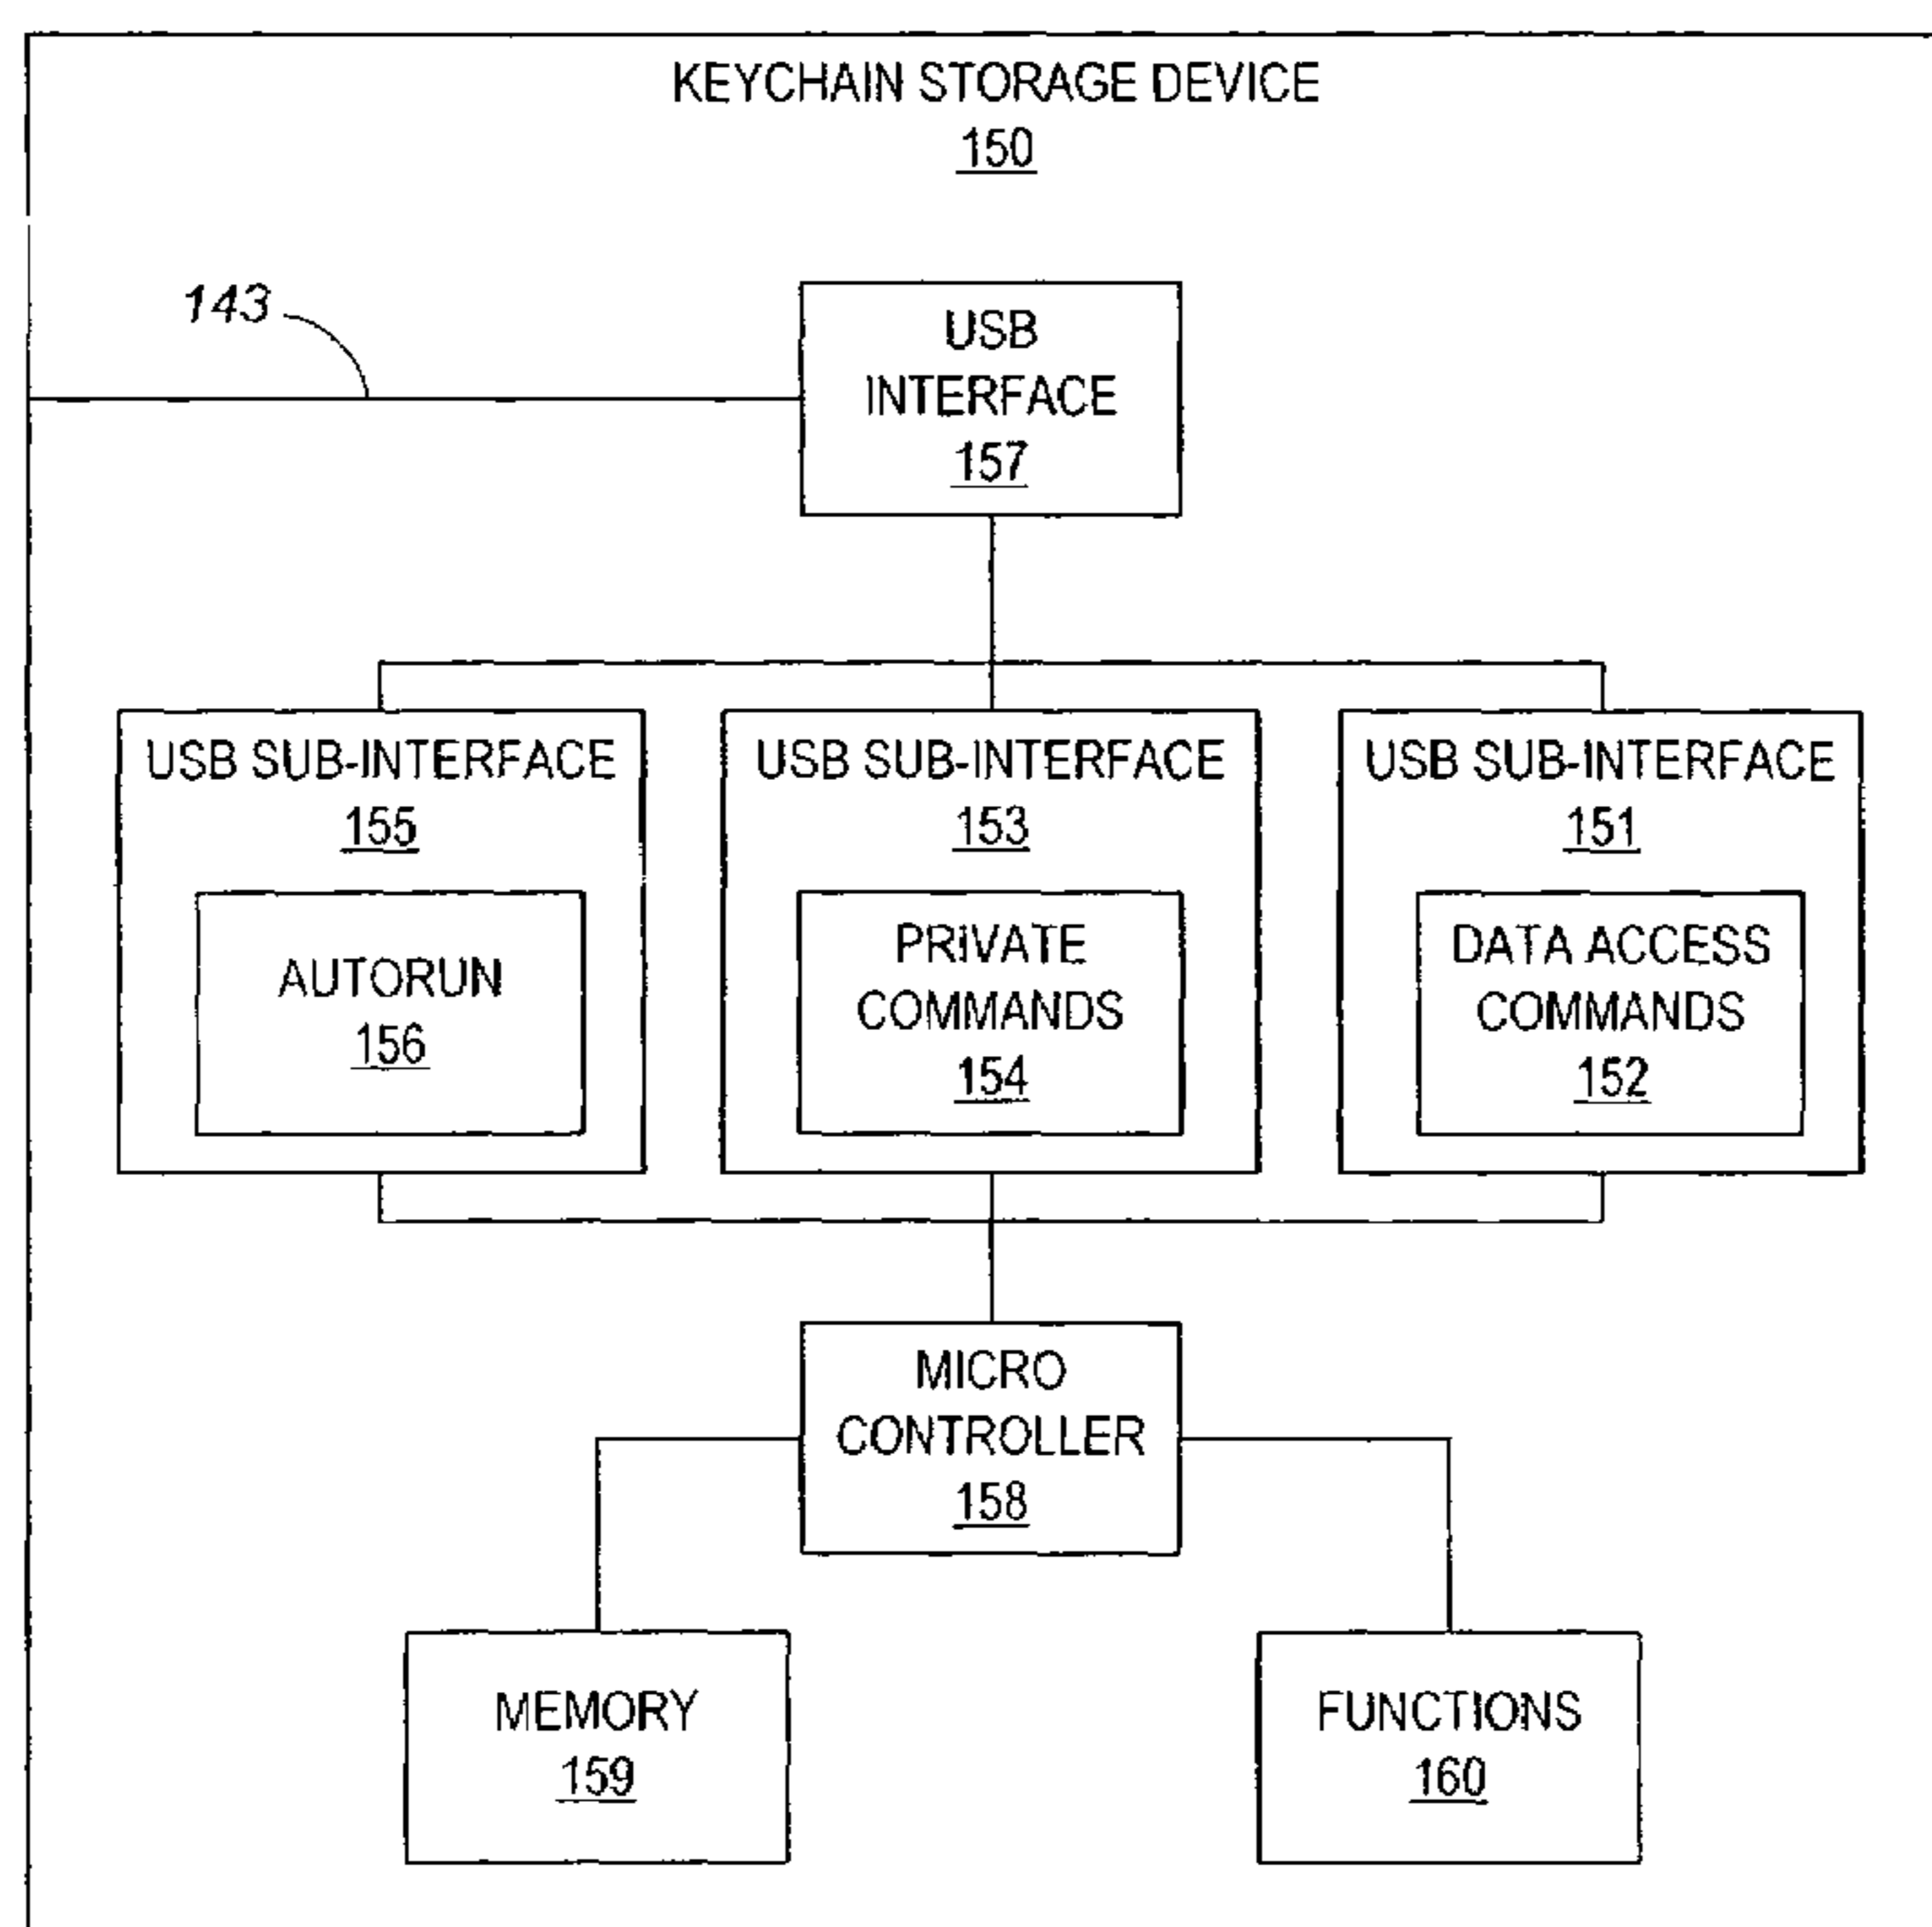 KEYCHAIN STORAGE DEVICE
150
143
USB
INTERFACE
157
USB SUB-INTERFACE
155
AUTORUN
156
USB SUB-INTERFACE
153
PRIVATE
COMMANDS
154
USB SUB-INTERFACE
151
DATA ACCESS
COMMANDS
152
MICRO
CONTROLLER
158
MEMORY
159
FUNCTIONS
160